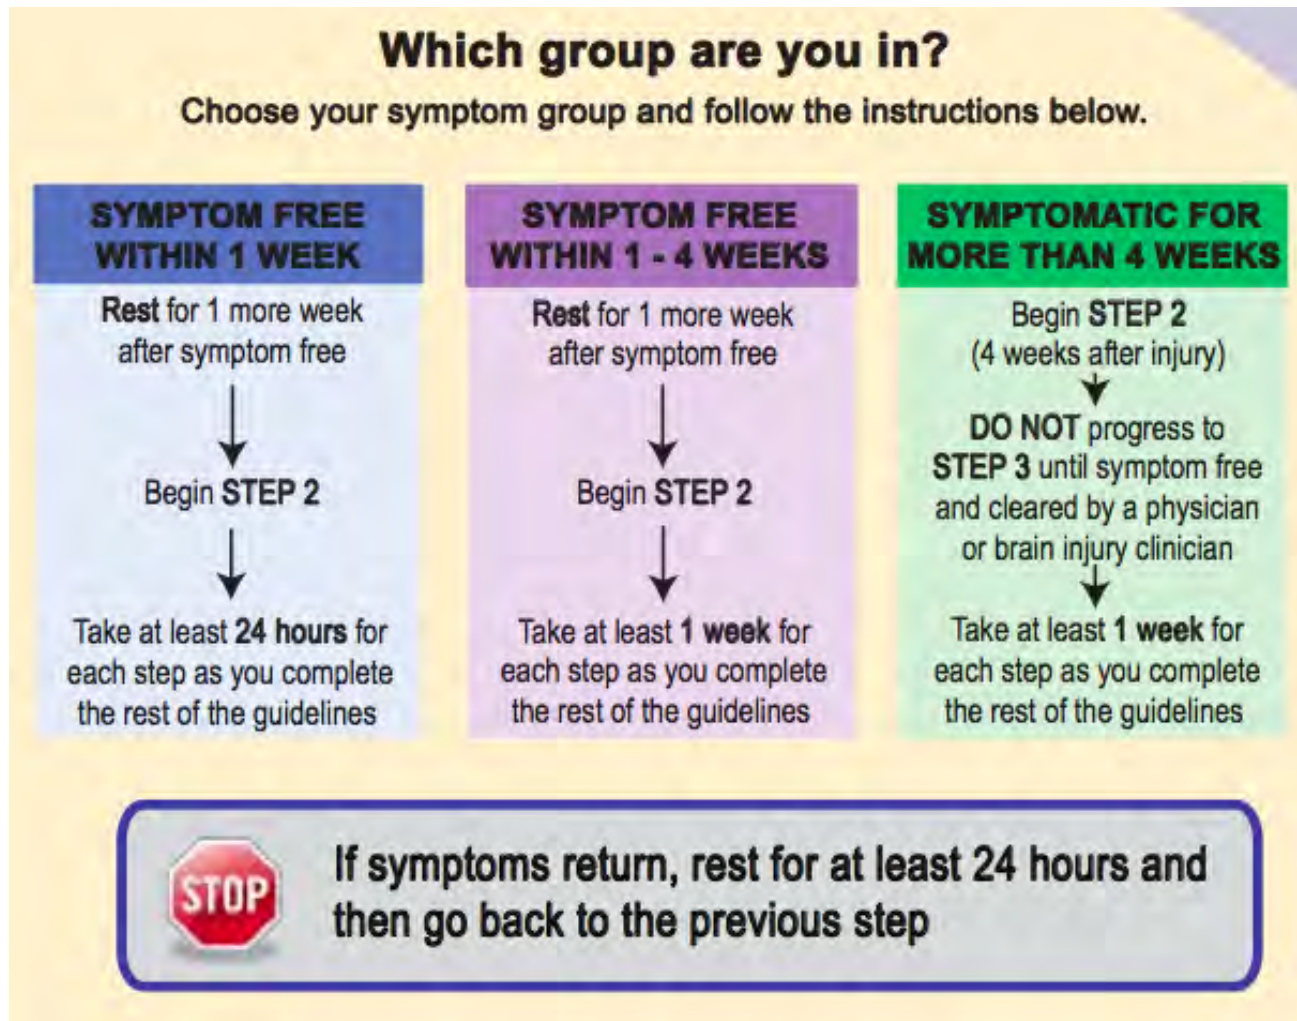 Which group are you in?
Choose your symptom group and follow the instructions below.
SYMPTOM FREE
WITHIN 1 WEEK
Rest for 1 more week
after symptom free
Begin STEP 2
Take at least 24 hours for
each step as you complete
the rest of the guidelines
SYMPTOM FREE
WITHIN 1 - 4 WEEKS
Rest for 1 more week
after symptom free
Begin STEP 2
Take at least 1 week for
each step as you complete
the rest of the guidelines
SYMPTOMATIC FOR
MORE THAN 4 WEEKS
Begin STEP 2
(4 weeks after injury)
DO NOT progress to
STEP 3 until symptom free
and cleared by a physician
or brain injury clinician
Take at least 1 week for
each step as you complete
the rest of the guidelines
STOP
If symptoms return, rest for at least 24 hours and
then go back to the previous step